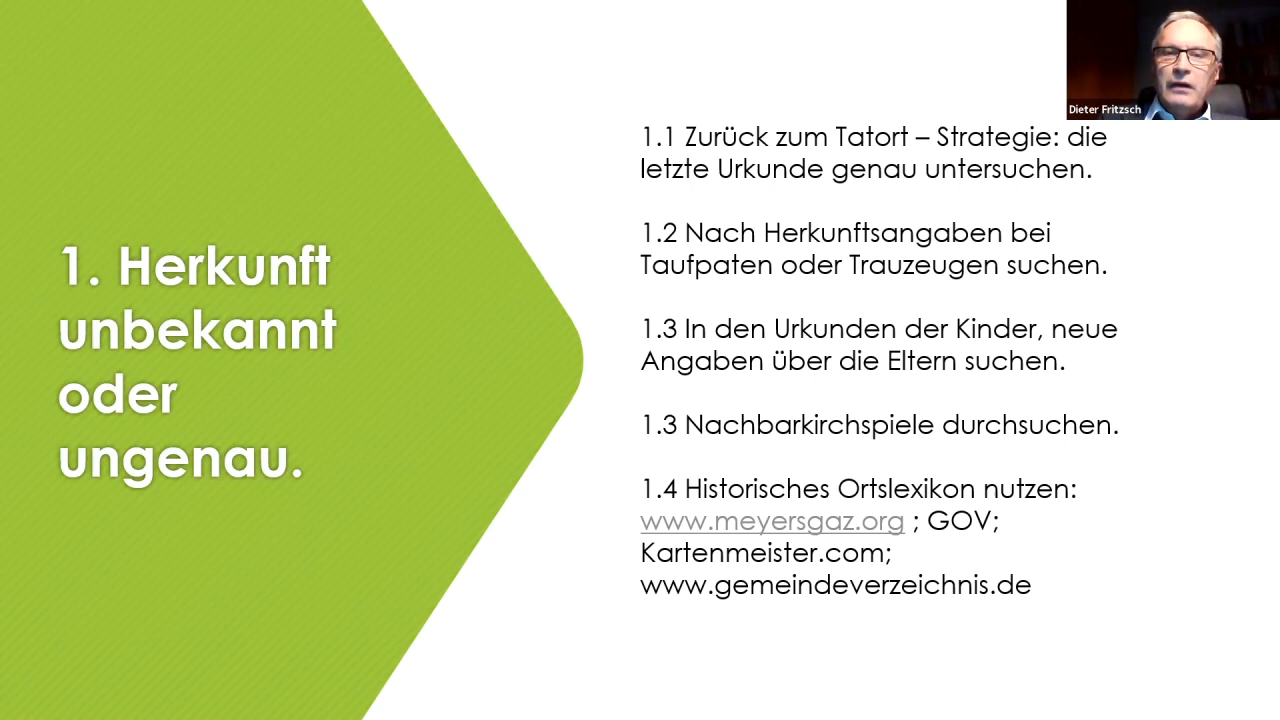 1. Herkunft
unbekannt
oder
ungenau.
Dieter Fritzsch
1.1 Zurück zum Tatort – Strategie: die
letzte Urkunde genau untersuchen.
1.2 Nach Herkunftsangaben bei
Taufpaten oder Trauzeugen suchen.
1.3 In den Urkunden der Kinder, neue
Angaben über die Eltern suchen.
1.3 Nachbarkirchspiele durchsuchen.
1.4 Historisches Ortslexikon nutzen:
www.meyersgaz.org ; GOV;
Kartenmeister.com;
www.gemeindeverzeichnis.de